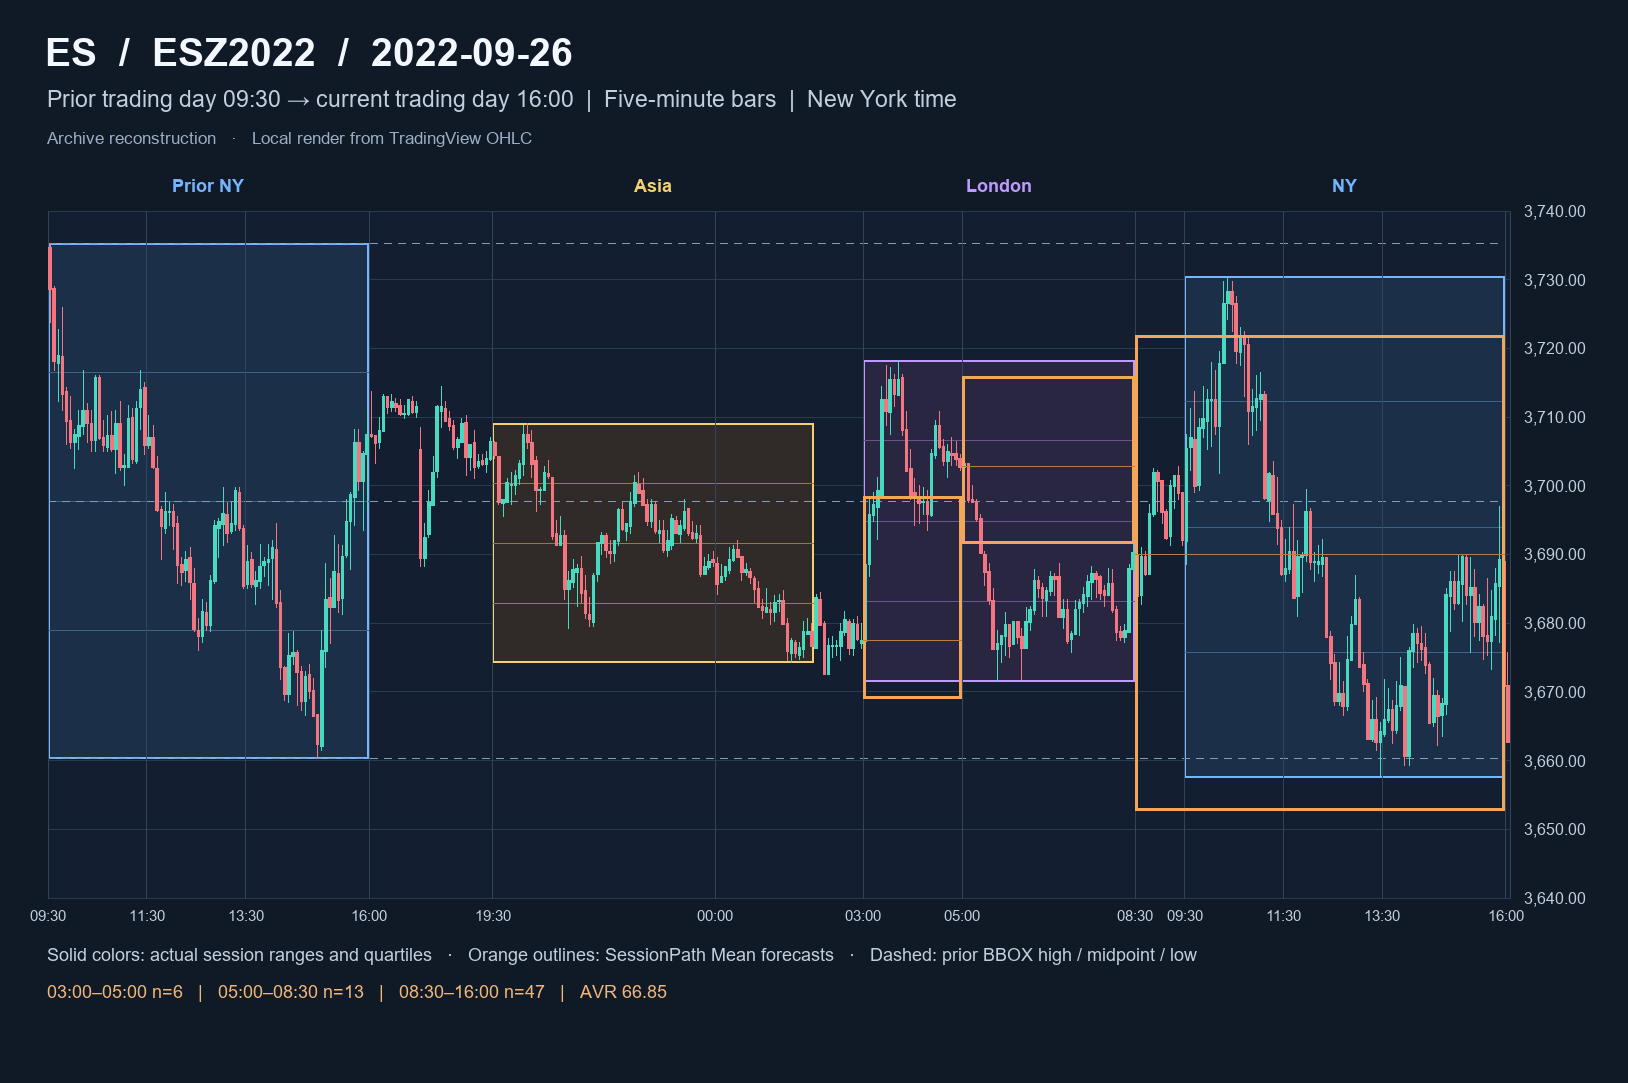 ES / ESZ2022 / 2022-09-26
Prior trading day 09:30 → current trading day 16:00 | Five-minute bars | New York time
Archive reconstruction · Local render from TradingView OHLC
Prior NY Asia London NY
3,740.00
3,730.00
3,720.00
3,710.00
3,700.00
3,690.00
3,680.00
3,670.00
3,660.00
3,650.00
3,640.00
09:30 11:30 13:30 16:00 19:30 00:00 03:00 05:00 08:30 09:30 11:30 13:30 16:00
Solid colors: actual session ranges and quartiles · Orange outlines: SessionPath Mean forecasts · Dashed: prior BBOX high / midpoint / low
03:00–05:00 n=6 | 05:00–08:30 n=13 | 08:30–16:00 n=47 | AVR 66.85